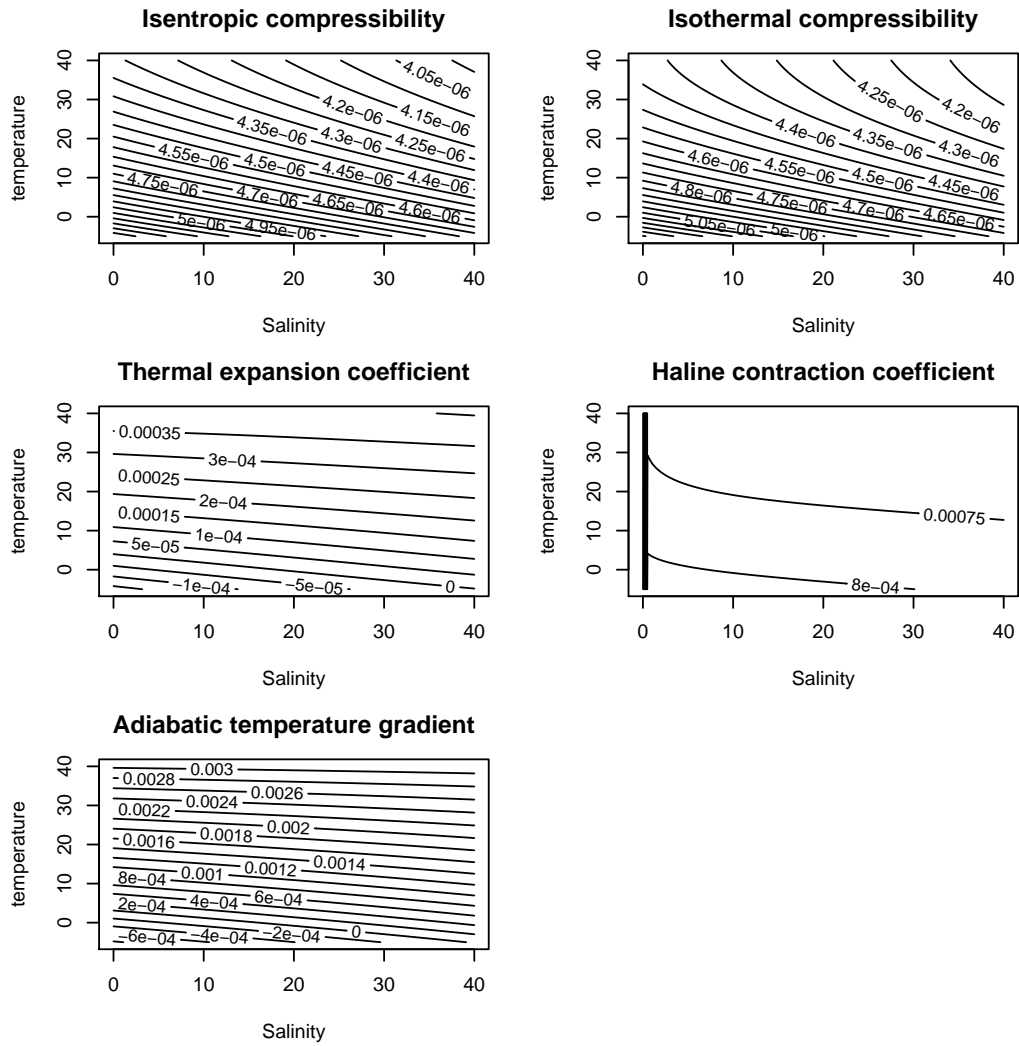 Isentropic compressibility
temperature
40
30
20
10
0
4.05e−06
4.2e−06
4.15e−06
4.35e−06
4.3e−06
4.25e−06
4.55e−06
4.5e−06
4.45e−06
4.4e−06
4.75e−06
4.7e−06
4.65e−06
4.6e−06
5e−06
4.95e−06
0 10 20 30 40
Salinity
Isothermal compressibility
temperature
40
30
20
10
0
4.25e−06
4.2e−06
4.4e−06
4.35e−06
4.3e−06
4.6e−06
4.55e−06
4.5e−06
4.45e−06
4.8e−06
4.75e−06
4.7e−06
4.65e−06
5.05e−06
5e−06
0 10 20 30 40
Salinity
Thermal expansion coefficient
temperature
40
30
20
10
0
0.00035
3e−04
0.00025
2e−04
0.00015
1e−04
5e−05
−1e−04
−5e−05
0
0 10 20 30 40
Salinity
Haline contraction coefficient
temperature
40
30
20
10
0
0.00075
8e−04
0 10 20 30 40
Salinity
Adiabatic temperature gradient
temperature
40
30
20
10
0
0.003
0.0028
0.0026
0.0024
0.0022
0.002
0.0018
0.0016
0.0014
0.0012
0.001
8e−04
6e−04
4e−04
2e−04
0
−2e−04
−4e−04
−6e−04
0 10 20 30 40
Salinity